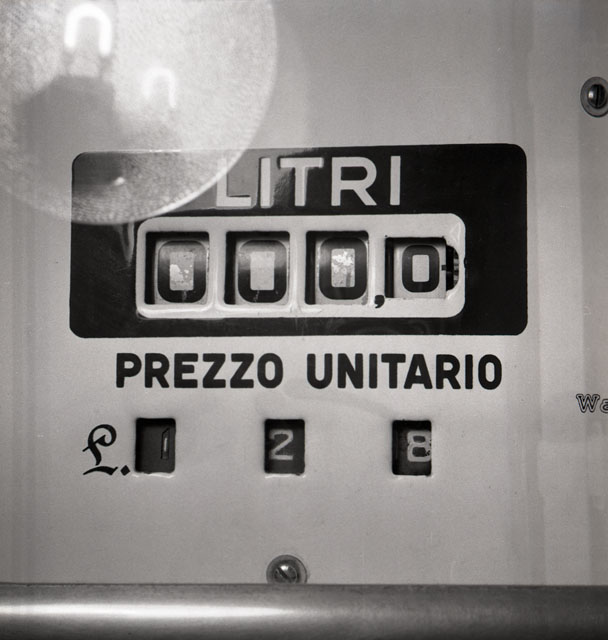 LITRI
000,0
PREZZO UNITARIO
£. 1 2 8